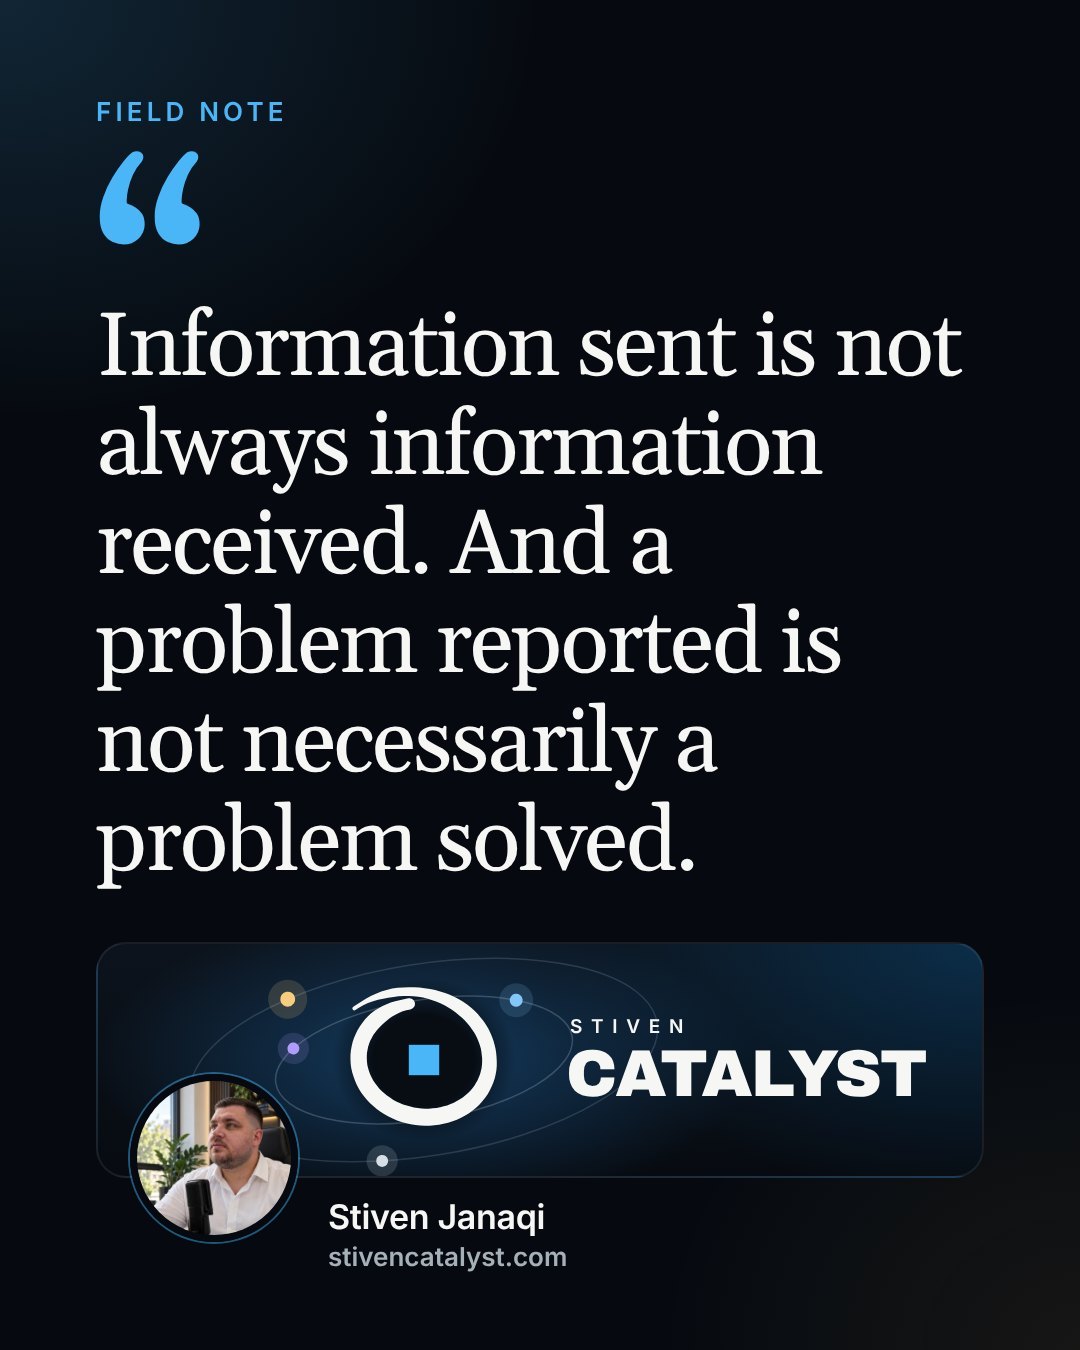 FIELD NOTE
“
Information sent is not
always information
received. And a
problem reported is
not necessarily a
problem solved.
STIVEN
CATALYST
Stiven Janaqi
stivencatalyst.com